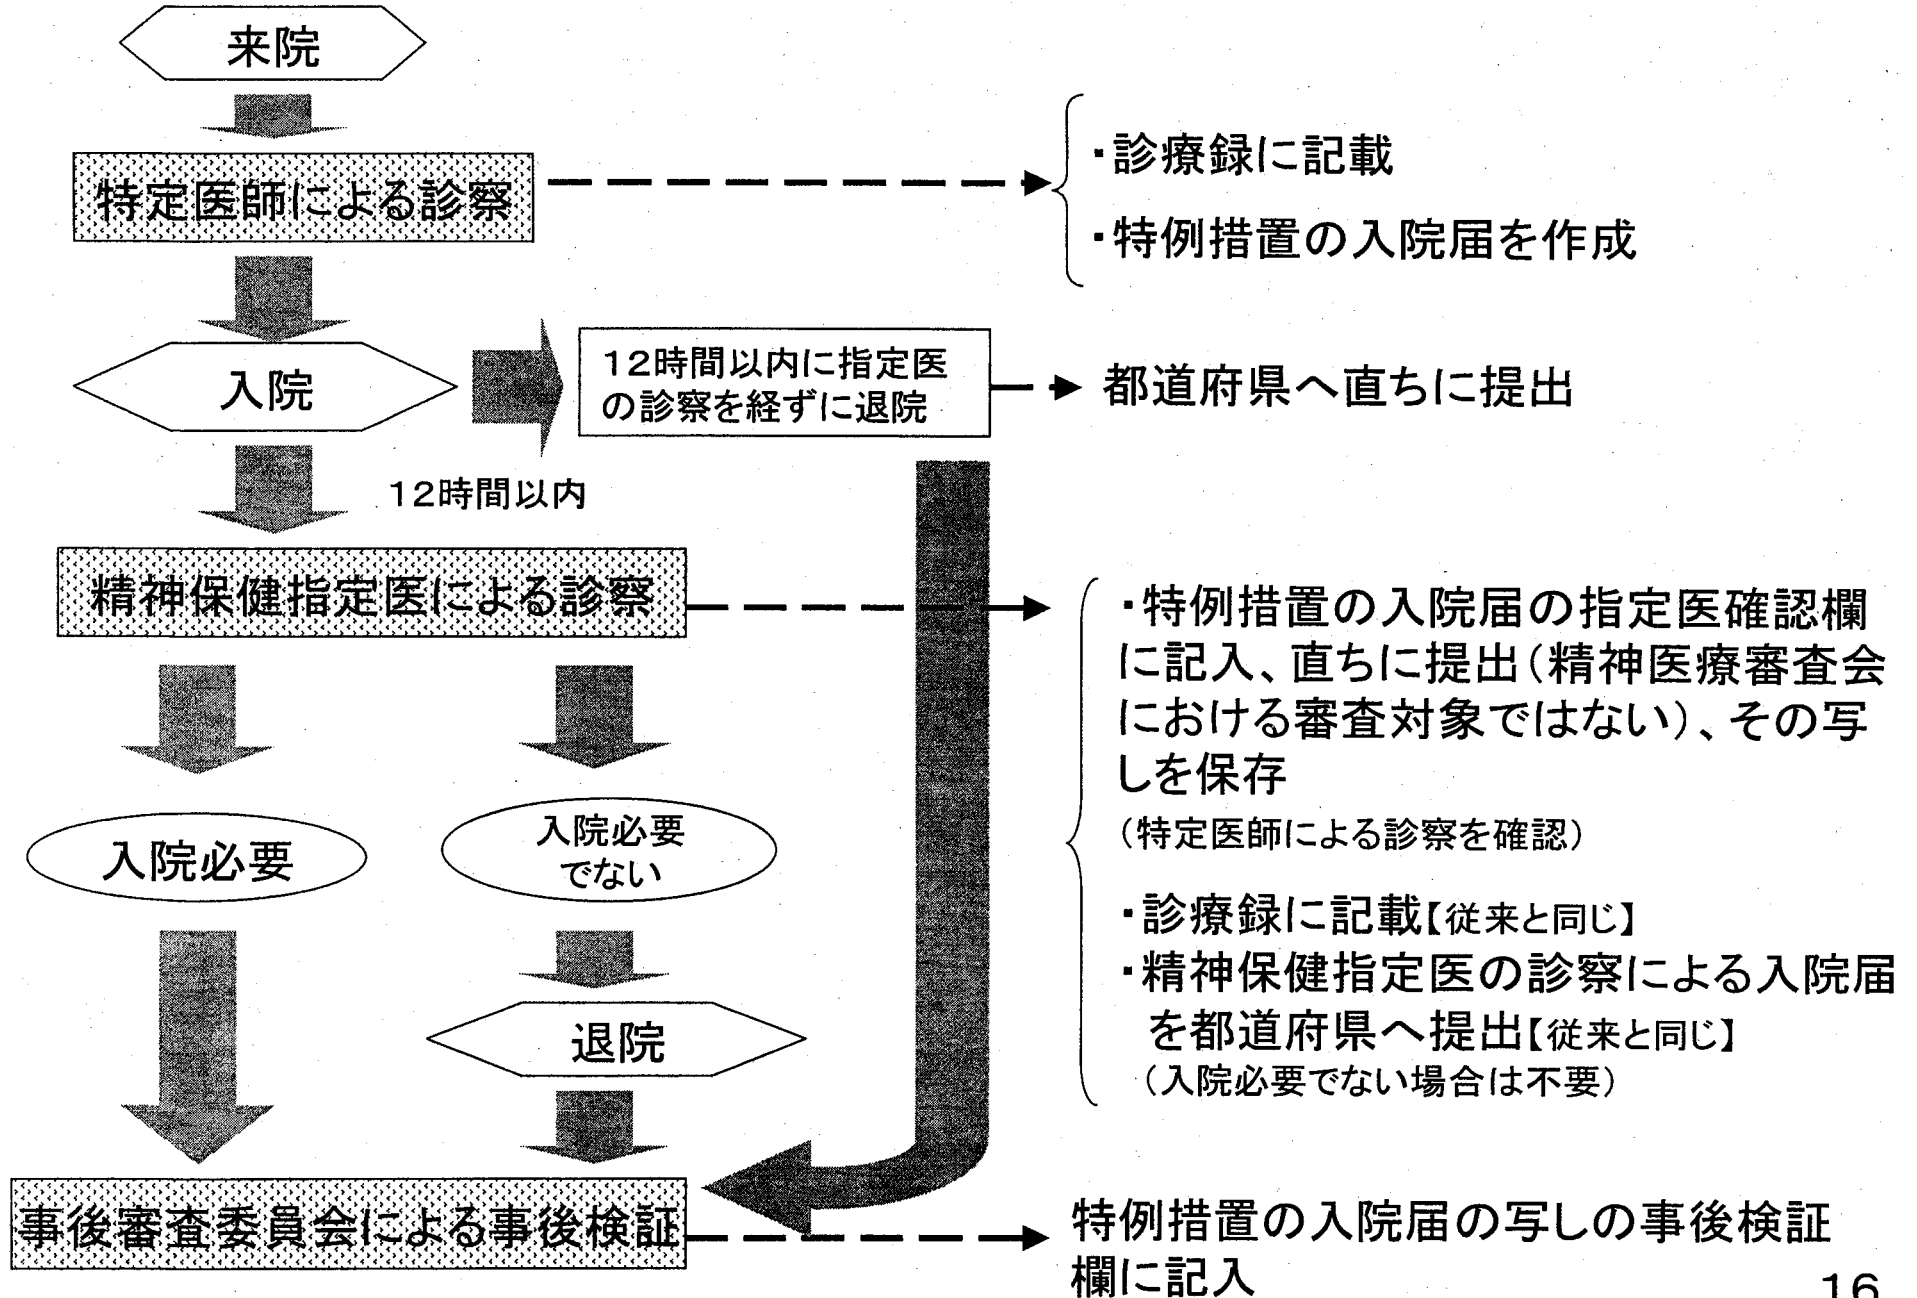 来院
特定医師による診察
・診療録に記載
・特例措置の入院届を作成
入院
12時間以内に指定医
の診察を経ずに退院
都道府県へ直ちに提出
12時間以内
精神保健指定医による診察
・特例措置の入院届の指定医確認欄
に記入、直ちに提出(精神医療審査会
における審査対象ではない)、その写
しを保存
(特定医師による診察を確認)
・診療録に記載【従来と同じ】
・精神保健指定医の診察による入院届
を都道府県へ提出【従来と同じ】
(入院必要でない場合は不要)
入院必要
入院必要
でない
退院
事後審査委員会による事後検証
特例措置の入院届の写しの事後検証
欄に記入
16